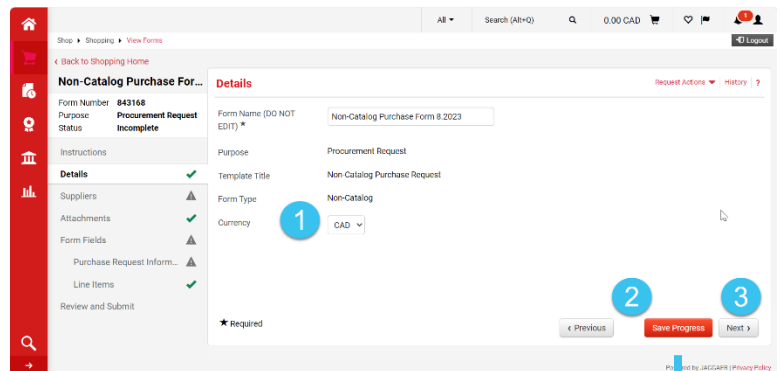 All Search (Alt+Q) 0.00 CAD 1
Shop Shopping View Forms Logout
Back to Shopping Home
Non-Catalog Purchase For... Details Request Actions History ?
Form Number 843168
Purpose Procurement Request
Status Incomplete
Form Name (DO NOT EDIT) ★ Non-Catalog Purchase Form 8.2023
Instructions
Purpose Procurement Request
Details
Template Title Non-Catalog Purchase Request
Suppliers
Form Type Non-Catalog
Attachments
Currency 1 CAD
Form Fields
Purchase Request Inform...
Line Items
Review and Submit
2 3
★ Required ‹ Previous Save Progress Next ›
by JAGGAER | Privacy Policy